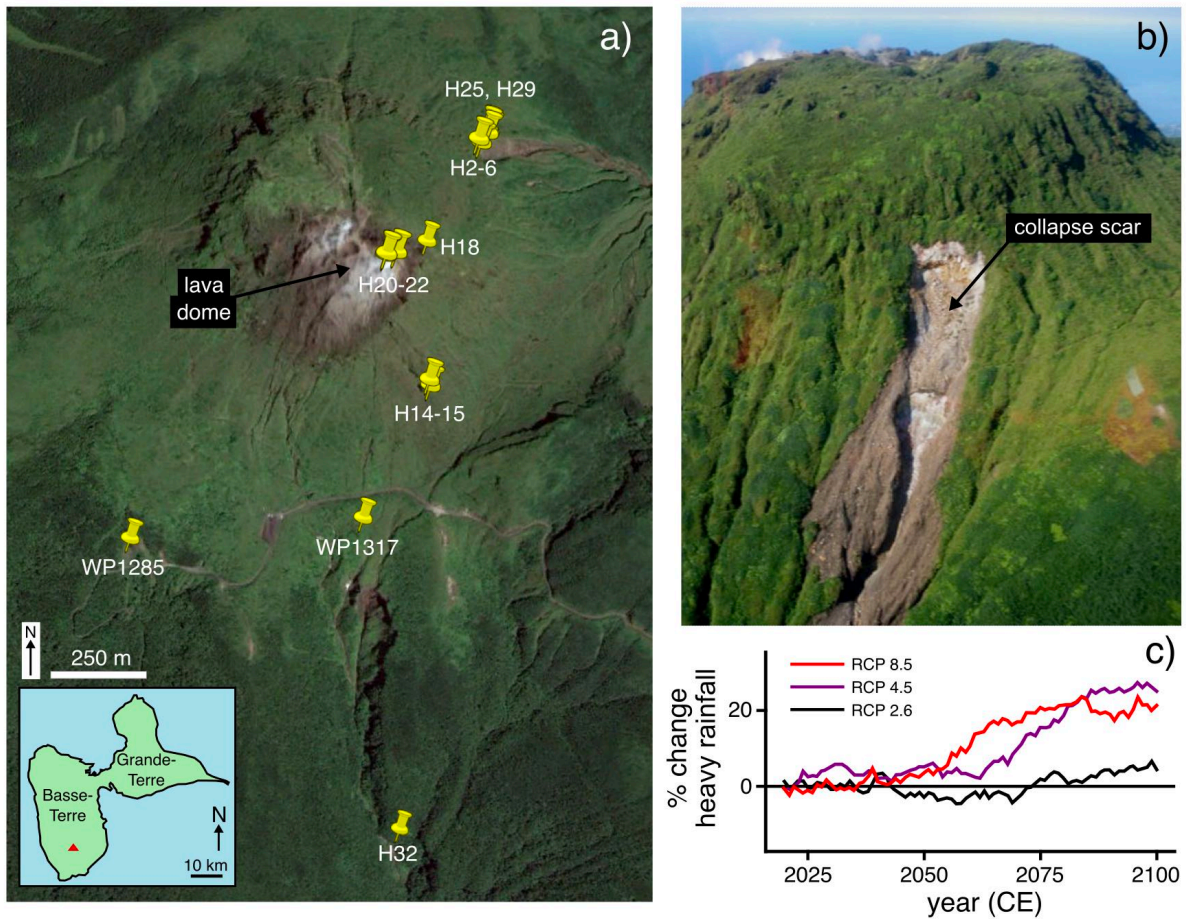 a)
H25, H29
H2-6
H18
H20-22
lava
dome
H14-15
WP1317
WP1285
N
250 m
H32
Grande-
Terre
Basse-
Terre
N
10 km
b)
collapse scar
c)
RCP 8.5
RCP 4.5
RCP 2.6
% change
heavy rainfall
20
0
2025
2050
2075
2100
year (CE)